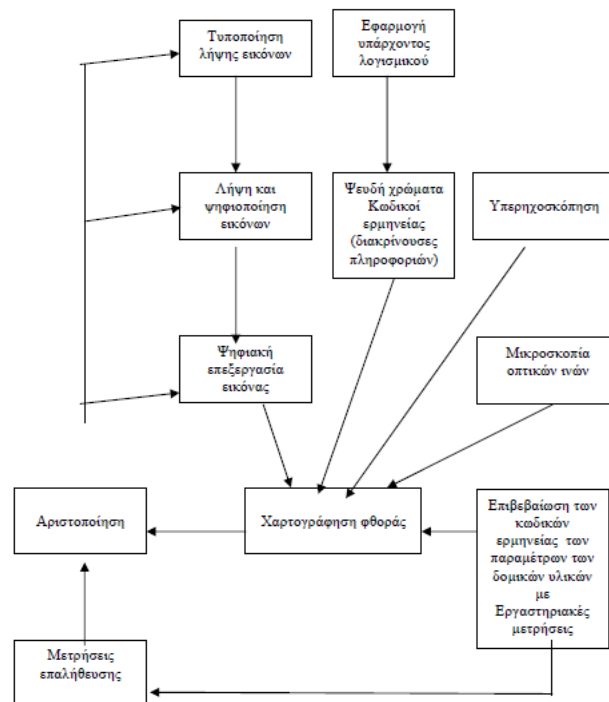 Τυποποίηση
λήψης εικόνων
Εφαρμογή
υπάρχοντος
λογισμικού
Λήψη και
ψηφιοποίηση
εικόνων
Ψευδή χρώματα
Κωδικοί
ερμηνείας
(διακρίνουσες
πληροφοριών)
Υπερηχοσκόπηση
Ψηφιακή
επεξεργασία
εικόνας
Μικροσκοπία
οπτικών ινών
Αριστοποίηση
Χαρτογράφηση φθοράς
Επιβεβαίωση των
κωδικών
ερμηνείας των
παραμέτρων των
δομικών υλικών
με
Εργαστηριακές
μετρήσεις
Μετρήσεις
επαλήθευσης